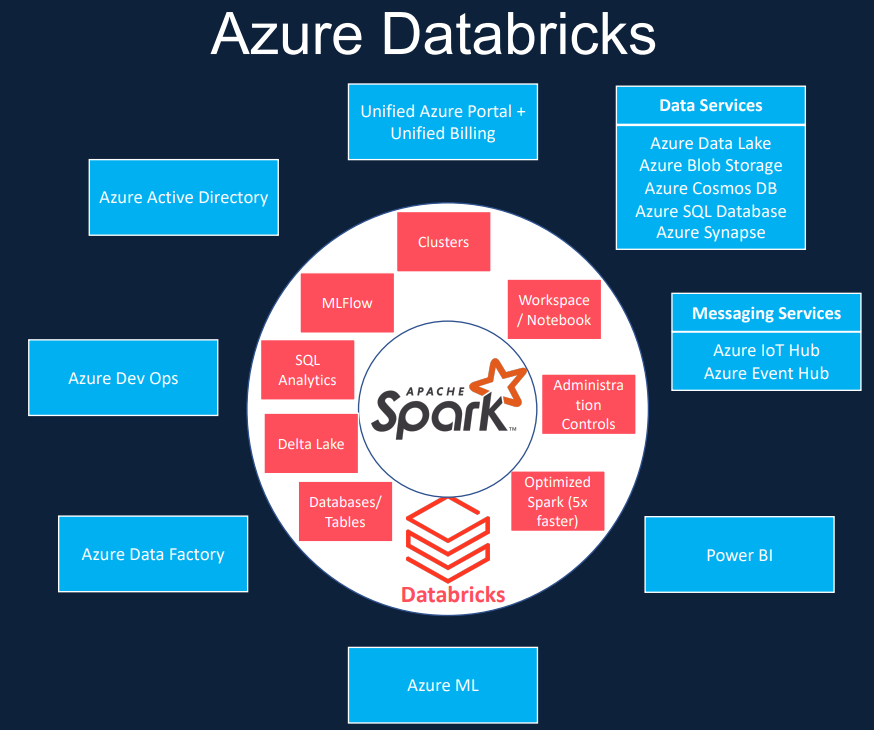 Azure Databricks
Unified Azure Portal +
Unified Billing
Data Services
Azure Data Lake
Azure Blob Storage
Azure Cosmos DB
Azure SQL Database
Azure Synapse
Azure Active Directory
Clusters
MLFlow
Workspace
/ Notebook
Messaging Services
Azure IoT Hub
Azure Event Hub
Azure Dev Ops
SQL
Analytics
APACHE
Spark™
Administra
tion
Controls
Delta Lake
Databases/
Tables
Optimized
Spark (5x
faster)
Databricks
Azure Data Factory
Power BI
Azure ML